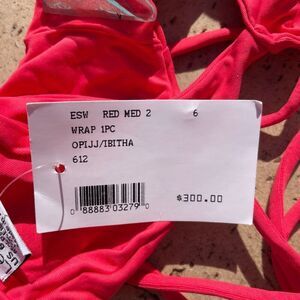 ESW RED MED 2 6
WRAP 1PC
OPIJJ/IBITHA
612
$300.00
0 88883 03279 0